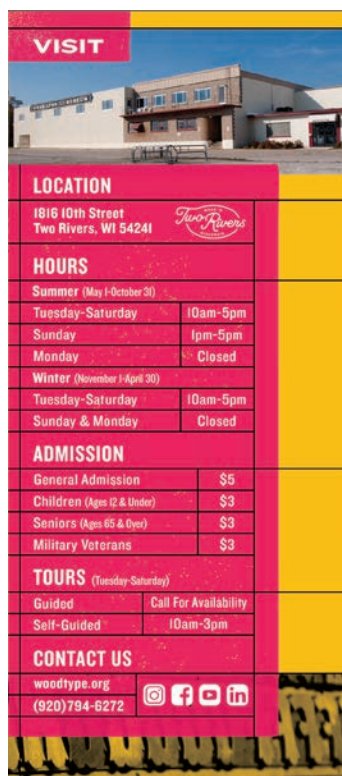 VISIT
LOCATION
1816 10th Street
Two Rivers, WI 54241
Two Rivers
HOURS
Summer (May 1-October 31)
Tuesday-Saturday 10am-5pm
Sunday 1pm-5pm
Monday Closed
Winter (November 1-April 30)
Tuesday-Saturday 10am-5pm
Sunday & Monday Closed
ADMISSION
General Admission $5
Children (Ages 12 & Under) $3
Seniors (Ages 65 & Over) $3
Military Veterans $3
TOURS (Tuesday-Saturday)
Guided Call For Availability
Self-Guided 10am-3pm
CONTACT US
woodtype.org
(920)794-6272